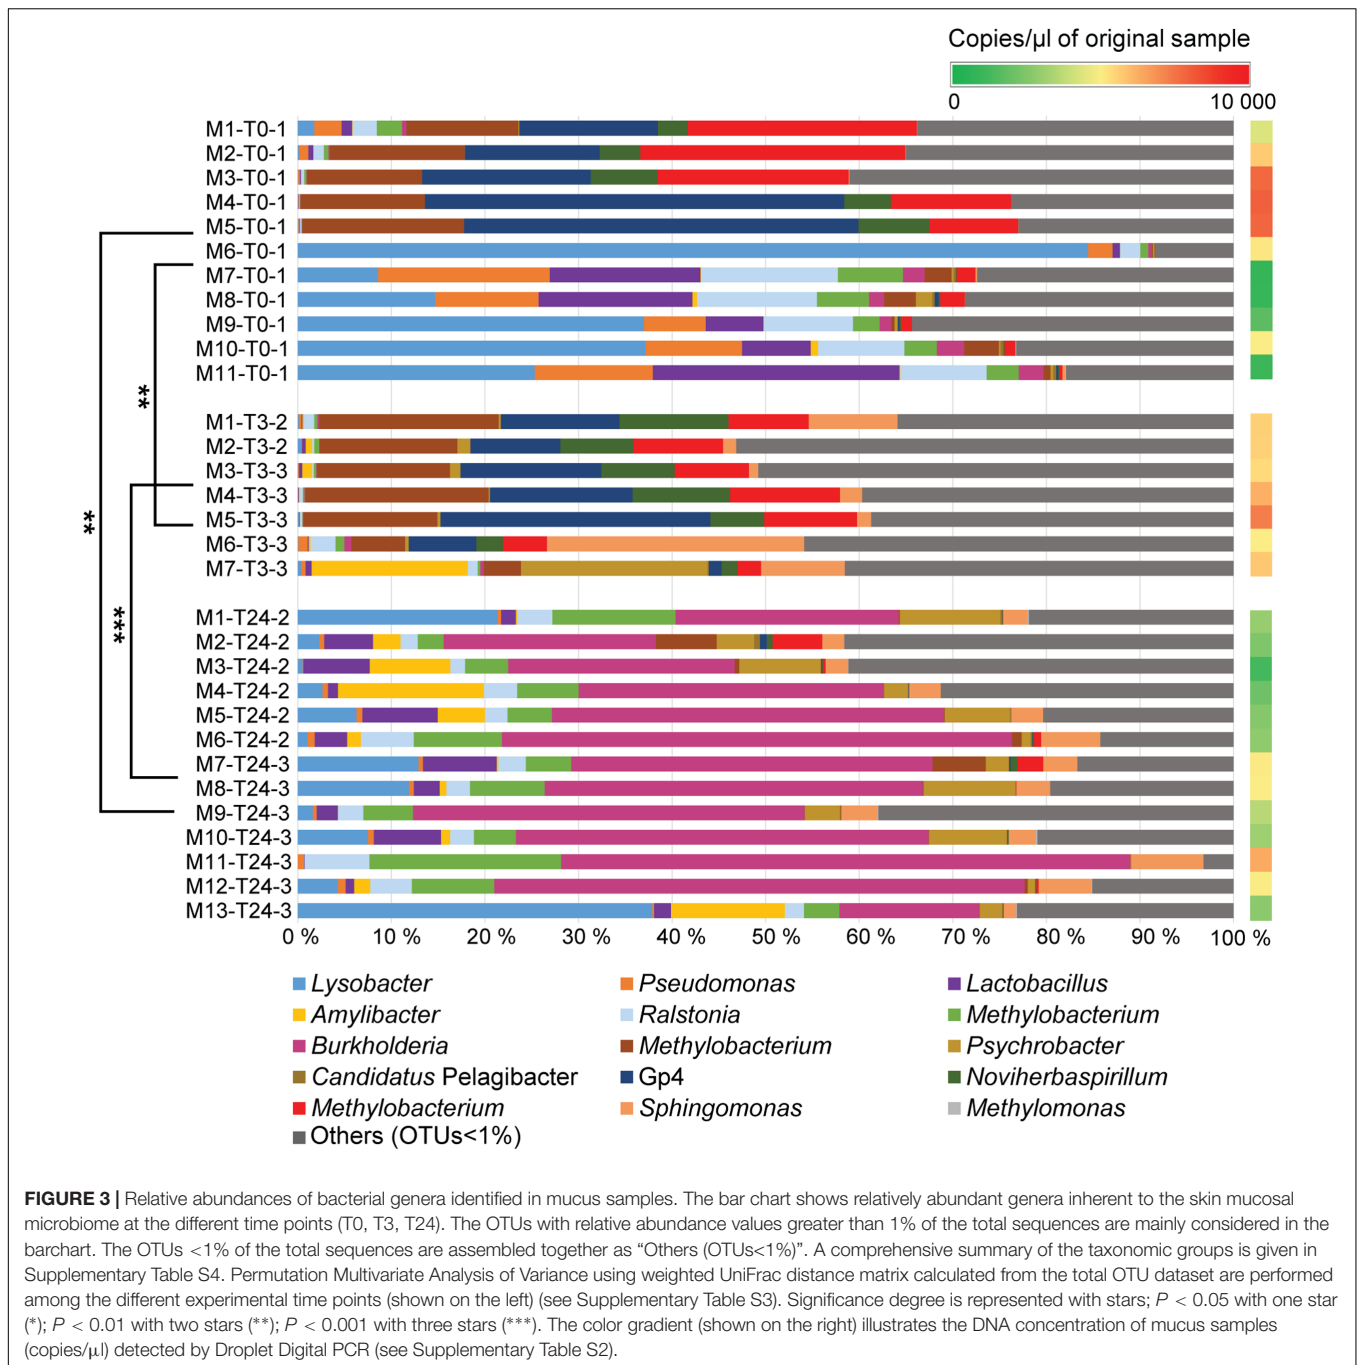 Copies/µl of original sample
0 10 000
M1-T0-1
M2-T0-1
M3-T0-1
M4-T0-1
M5-T0-1
M6-T0-1
M7-T0-1
M8-T0-1
M9-T0-1
M10-T0-1
M11-T0-1
M1-T3-2
M2-T3-2
M3-T3-3
M4-T3-3
M5-T3-3
M6-T3-3
M7-T3-3
M1-T24-2
M2-T24-2
M3-T24-2
M4-T24-2
M5-T24-2
M6-T24-2
M7-T24-3
M8-T24-3
M9-T24-3
M10-T24-3
M11-T24-3
M12-T24-3
M13-T24-3
**
**
***
0 % 10 % 20 % 30 % 40 % 50 % 60 % 70 % 80 % 90 % 100 %
Lysobacter Pseudomonas Lactobacillus
Amylibacter Ralstonia Methylobacterium
Burkholderia Methylobacterium Psychrobacter
Candidatus Pelagibacter Gp4 Noviherbaspirillum
Methylobacterium Sphingomonas Methylomonas
Others (OTUs<1%)
FIGURE 3 | Relative abundances of bacterial genera identified in mucus samples. The bar chart shows relatively abundant genera inherent to the skin mucosal
microbiome at the different time points (T0, T3, T24). The OTUs with relative abundance values greater than 1% of the total sequences are mainly considered in the
barchart. The OTUs <1% of the total sequences are assembled together as “Others (OTUs<1%)”. A comprehensive summary of the taxonomic groups is given in
Supplementary Table S4. Permutation Multivariate Analysis of Variance using weighted UniFrac distance matrix calculated from the total OTU dataset are performed
among the different experimental time points (shown on the left) (see Supplementary Table S3). Significance degree is represented with stars; P < 0.05 with one star
(*); P < 0.01 with two stars (**); P < 0.001 with three stars (***). The color gradient (shown on the right) illustrates the DNA concentration of mucus samples
(copies/µl) detected by Droplet Digital PCR (see Supplementary Table S2).